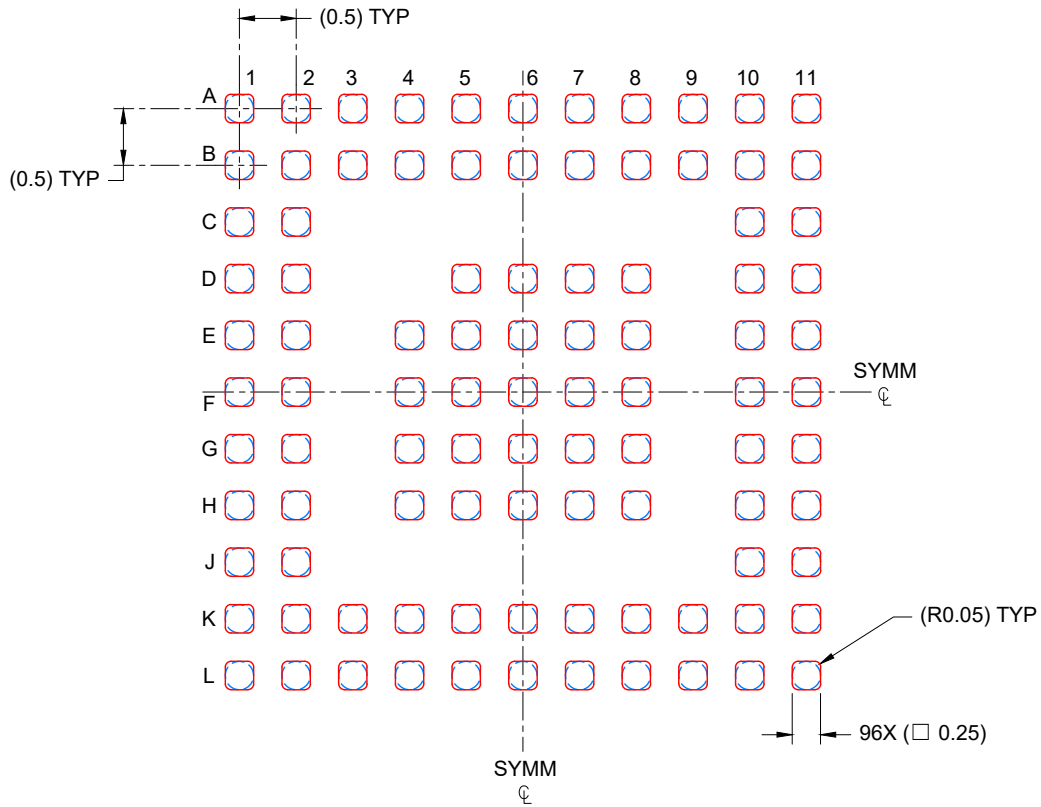 (0.5) TYP
1 2 3 4 5 6 7 8 9 10 11
A
B
(0.5) TYP
C
D
E
SYMM
℄
F
G
H
J
K
(R0.05) TYP
L
96X (□ 0.25)
SYMM
℄